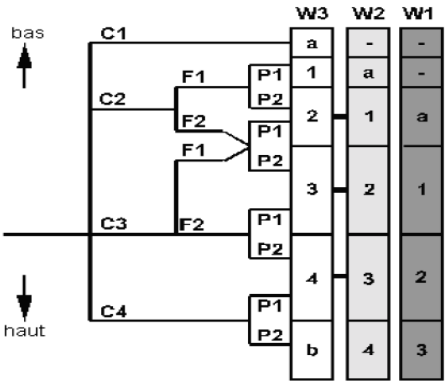 W3 W2 W1
bas C1 a - -
F1 P1 1 a -
C2 P2
F2 P1 2 1 a
F1 P2
3 2 1
C3 F2 P1
P2 4 3 2
haut C4 P1
P2 b 4 3